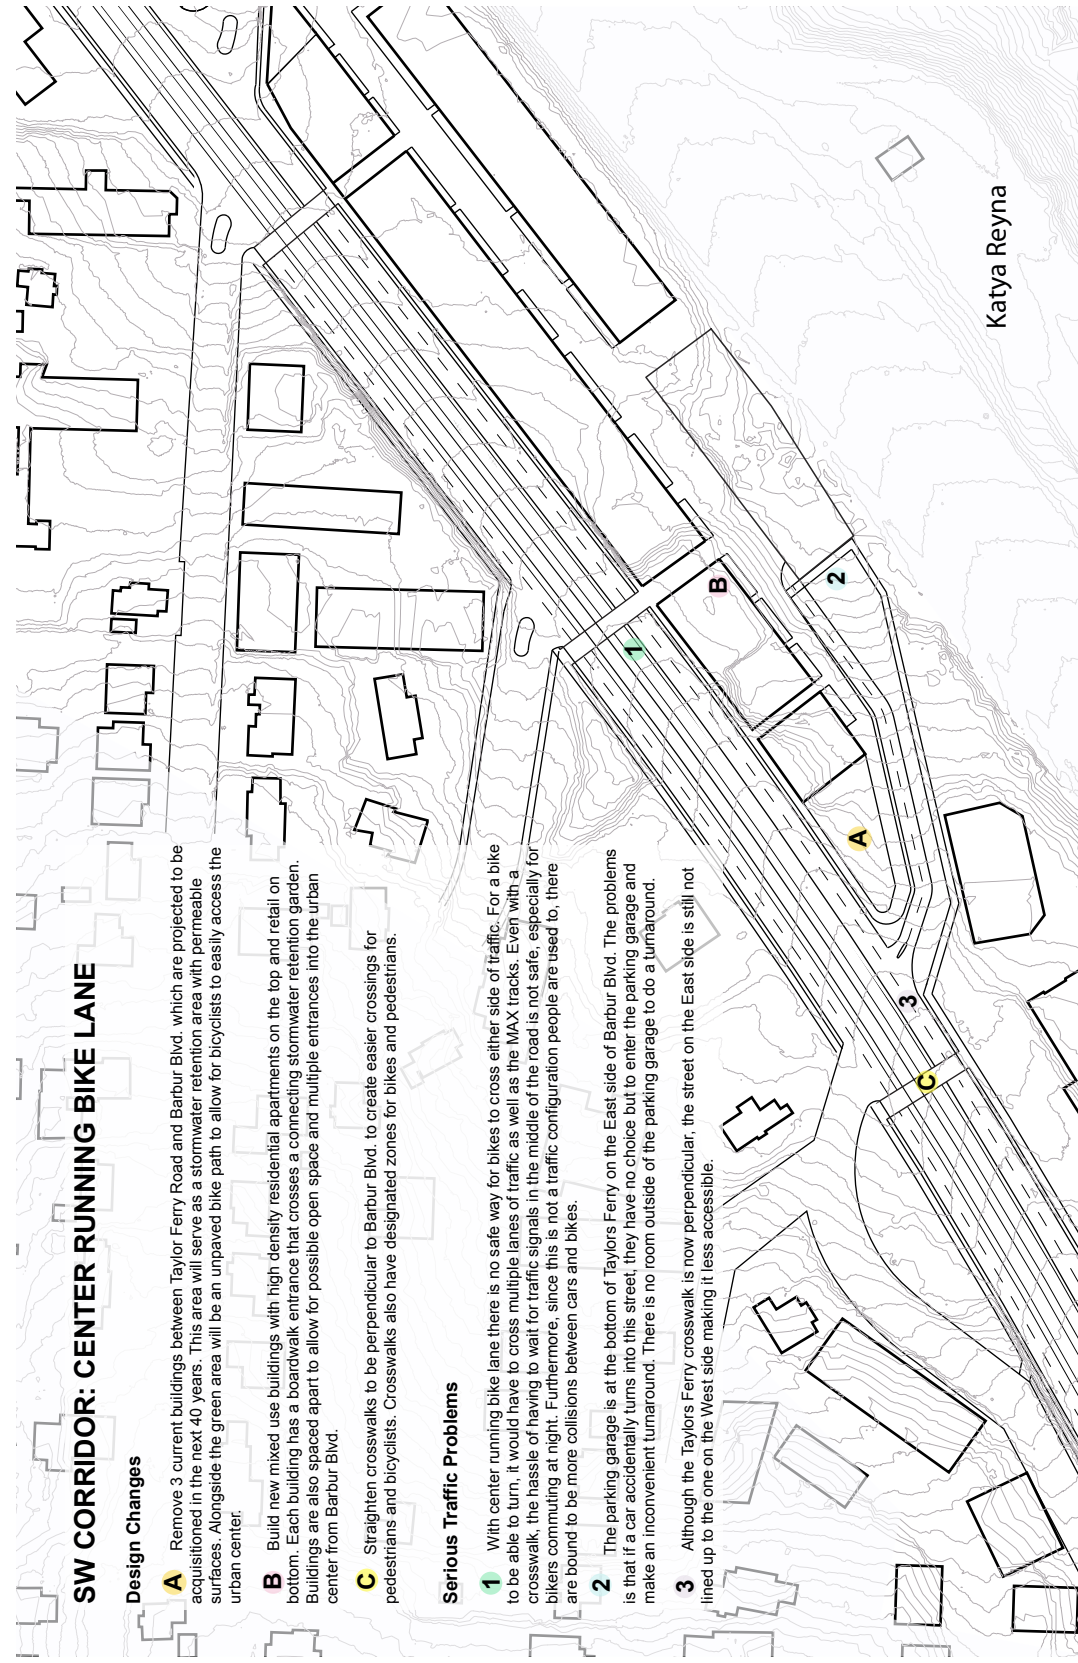 SW CORRIDOR: CENTER RUNNING BIKE LANE
Design Changes
A Remove 3 current buildings between Taylor Ferry Road and Barbur Blvd. which are projected to be
acquisitioned in the next 40 years. This area will serve as a stormwater retention area with permeable
surfaces. Alongside the green area will be an unpaved bike path to allow for bicyclists to easily access the
urban center.
B Build new mixed use buildings with high density residential apartments on the top and retail on
bottom. Each building has a boardwalk entrance that crosses a connecting stormwater retention garden.
Buildings are also spaced apart to allow for possible open space and multiple entrances into the urban
center from Barbur Blvd.
C Straighten crosswalks to be perpendicular to Barbur Blvd. to create easier crossings for
pedestrians and bicyclists. Crosswalks also have designated zones for bikes and pedestrians.
Serious Traffic Problems
1 With center running bike lane there is no safe way for bikes to cross either side of traffic. For a bike
to be able to turn, it would have to cross multiple lanes of traffic as well as the MAX tracks. Even with a
crosswalk, the hassle of having to wait for traffic signals in the middle of the road is not safe, especially for
bikers commuting at night. Furthermore, since this is not a traffic configuration people are used to, there
are bound to be more collisions between cars and bikes.
2 The parking garage is at the bottom of Taylors Ferry on the East side of Barbur Blvd. The problems
is that if a car accidentally turns into this street, they have no choice but to enter the parking garage and
make an inconvenient turnaround. There is no room outside of the parking garage to do a turnaround.
3 Although the Taylors Ferry crosswalk is now perpendicular, the street on the East side is still not
lined up to the one on the West side making it less accessible.
C
3
A
1
B
2
Katya Reyna